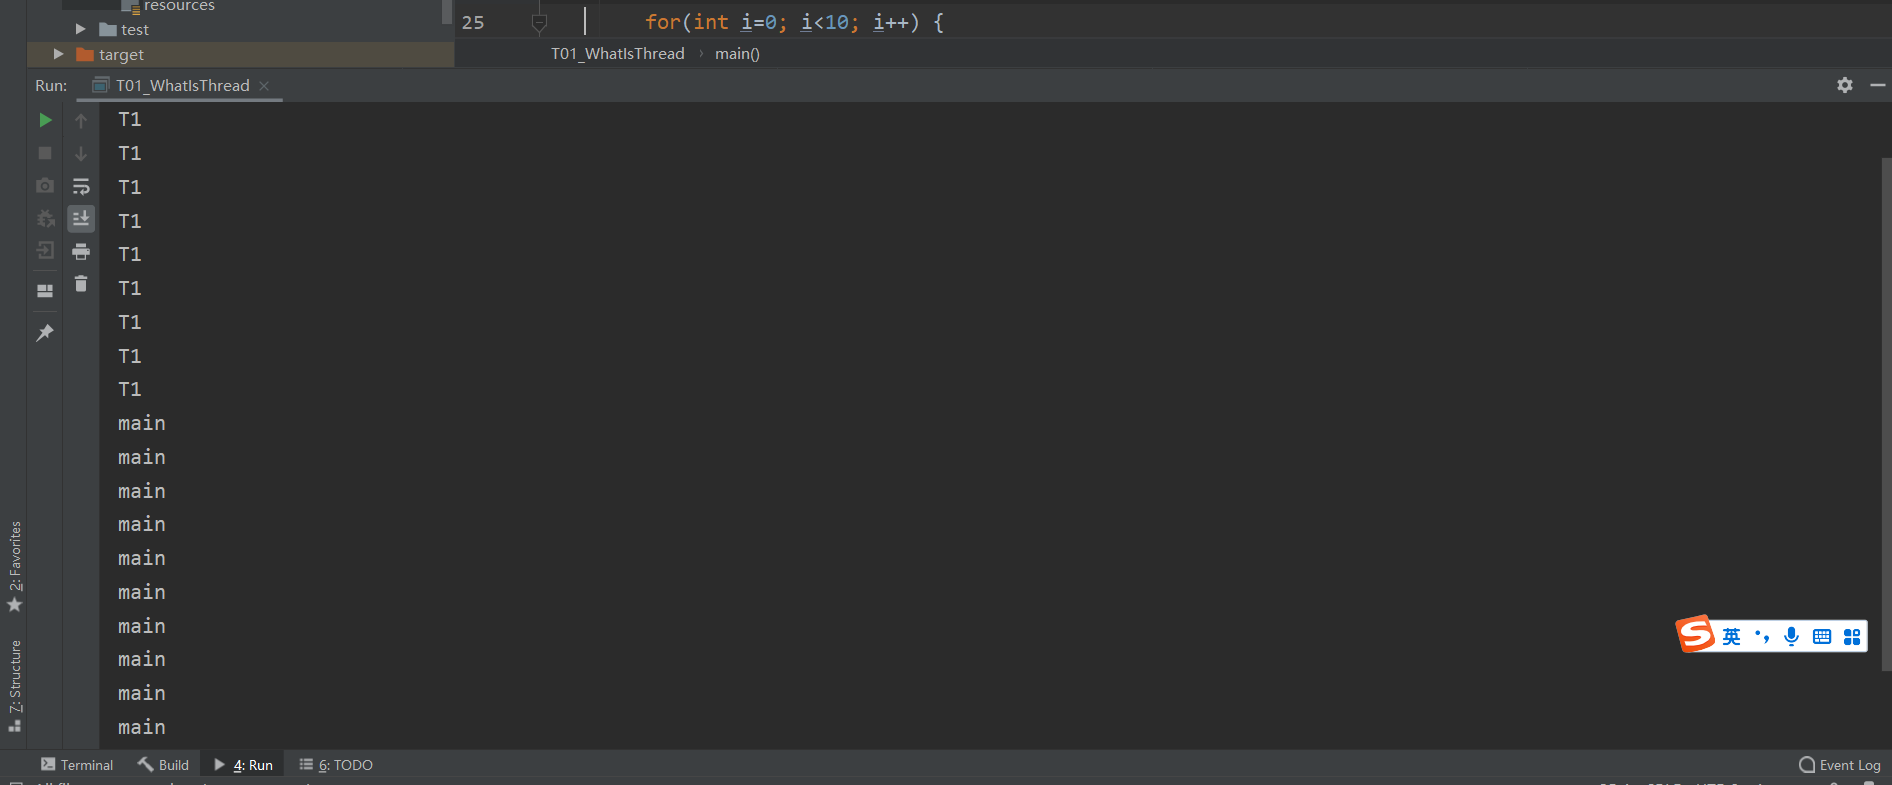 resources
test
target
25 for(int i=0; i<10; i++) {
T01_WhatIsThread › main()
Run: T01_WhatIsThread
T1
T1
T1
T1
T1
T1
T1
T1
T1
main
main
main
main
main
main
main
main
main
main
2: Favorites
7: Structure
英
Terminal Build 4: Run 6: TODO Event Log